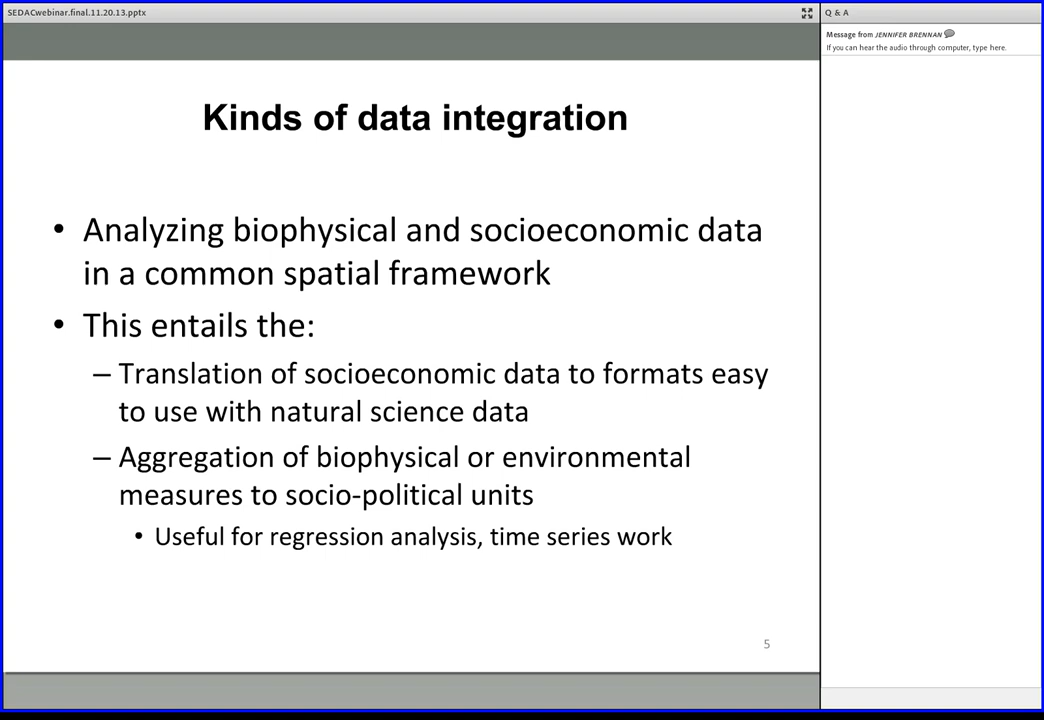 SEDACwebinar.final.11.20.13.pptx
Kinds of data integration
• Analyzing biophysical and socioeconomic data
in a common spatial framework
• This entails the:
– Translation of socioeconomic data to formats easy
to use with natural science data
– Aggregation of biophysical or environmental
measures to socio-political units
• Useful for regression analysis, time series work
5
Q & A
Message from JENNIFER BRENNAN
If you can hear the audio through computer, type here.